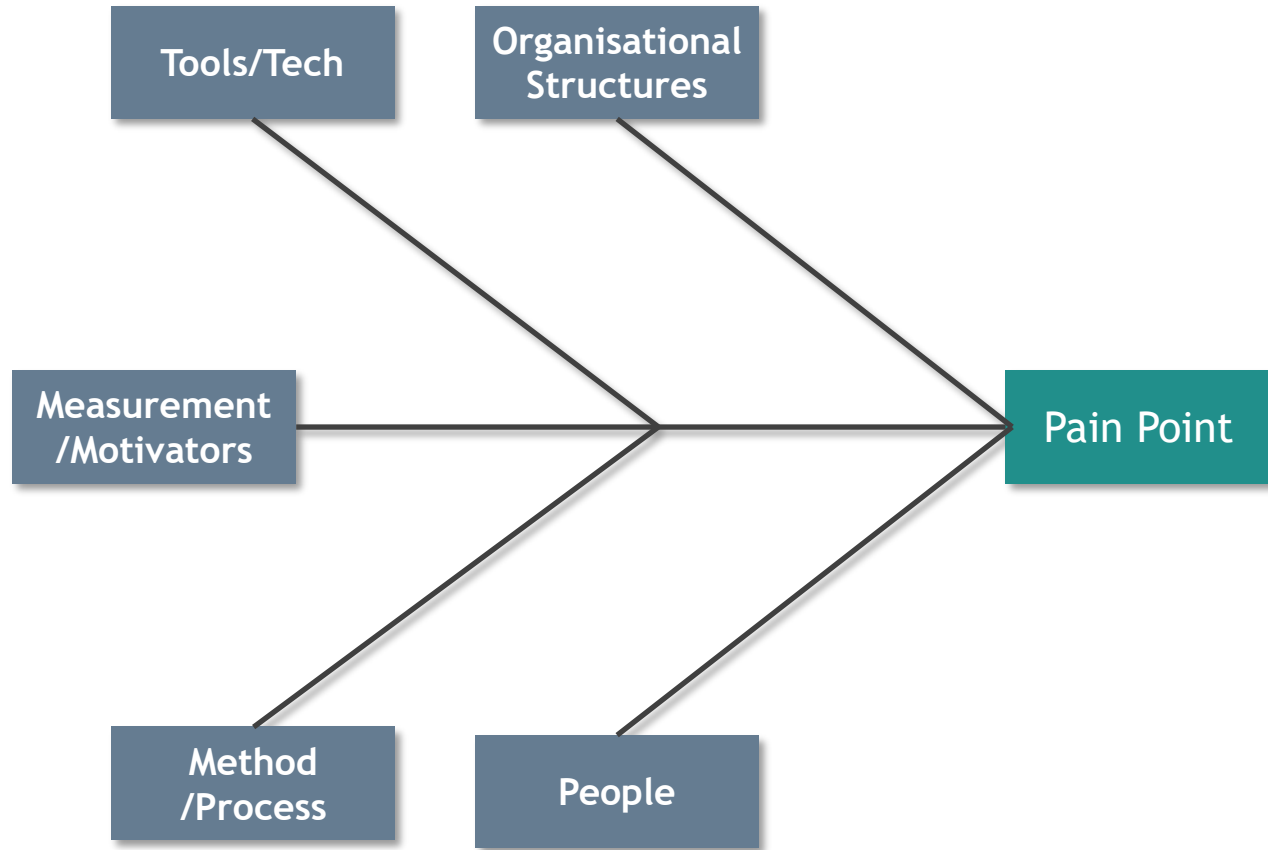 Tools/Tech
Organisational
Structures
Measurement
/Motivators
Pain Point
Method
/Process
People